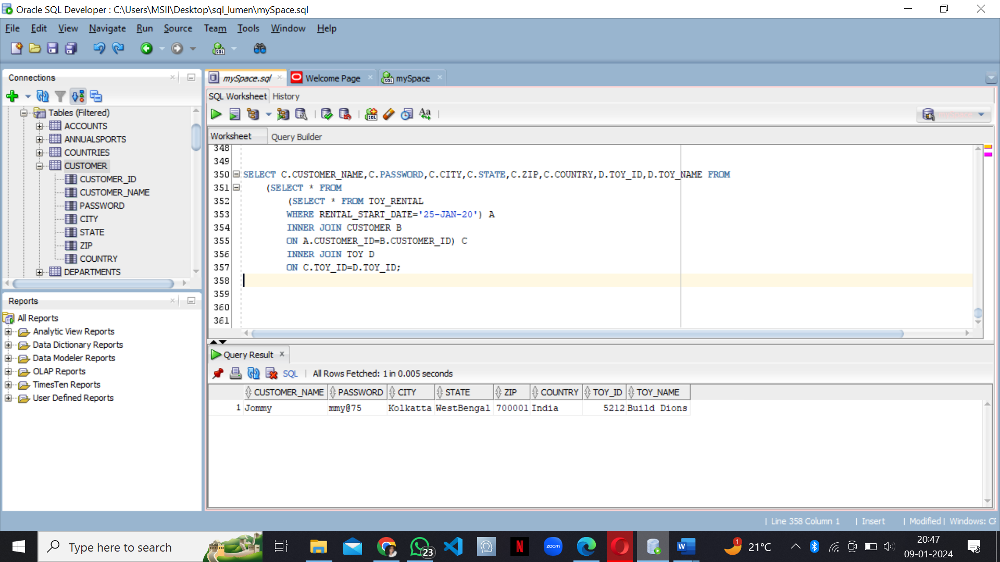 Oracle SQL Developer : C:\Users\MSII\Desktop\sql_lumen\mySpace.sql
File Edit View Navigate Run Source Team Tools Window Help
Connections
Tables (Filtered)
ACCOUNTS
ANNUALSPORTS
COUNTRIES
CUSTOMER
CUSTOMER_ID
CUSTOMER_NAME
PASSWORD
CITY
STATE
ZIP
COUNTRY
DEPARTMENTS
Reports
All Reports
Analytic View Reports
Data Dictionary Reports
Data Modeler Reports
OLAP Reports
TimesTen Reports
User Defined Reports
mySpace.sql Welcome Page mySpace
SQL Worksheet History
Worksheet Query Builder
348
349
350 SELECT C.CUSTOMER_NAME,C.PASSWORD,C.CITY,C.STATE,C.ZIP,C.COUNTRY,D.TOY_ID,D.TOY_NAME FROM
351 (SELECT * FROM
352 (SELECT * FROM TOY_RENTAL
353 WHERE RENTAL_START_DATE='25-JAN-20') A
354 INNER JOIN CUSTOMER B
355 ON A.CUSTOMER_ID=B.CUSTOMER_ID) C
356 INNER JOIN TOY D
357 ON C.TOY_ID=D.TOY_ID;
358
359
360
361
Query Result
SQL | All Rows Fetched: 1 in 0.005 seconds
CUSTOMER_NAME PASSWORD CITY STATE ZIP COUNTRY TOY_ID TOY_NAME
1 Jommy mmy@75 Kolkatta WestBengal 700001 India 5212 Build Dions
| Line 358 Column 1 | Insert | Modified | Windows: CF
Type here to search
23
zoom
1 21°C
20:47
09-01-2024